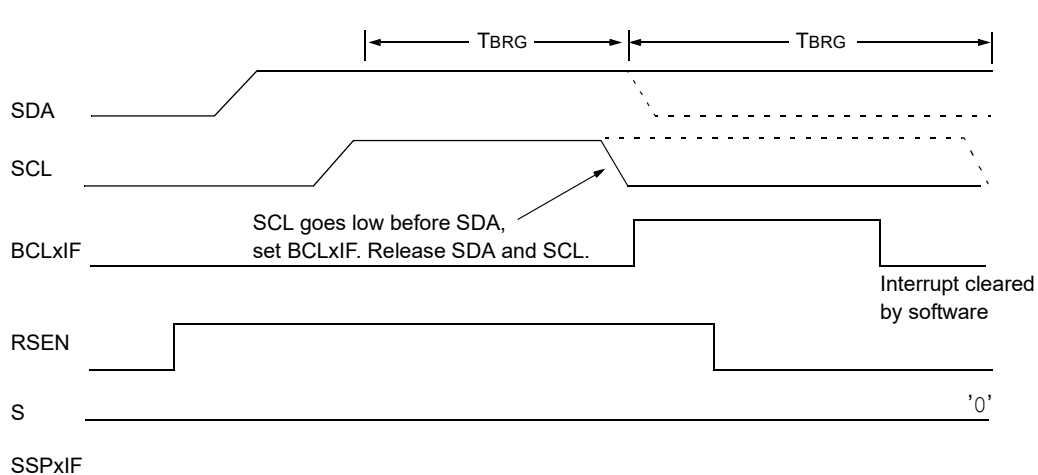 TBRG TBRG
SDA
SCL
SCL goes low before SDA,
set BCLxIF. Release SDA and SCL.
BCLxIF
Interrupt cleared
by software
RSEN
S '0'
SSPxIF